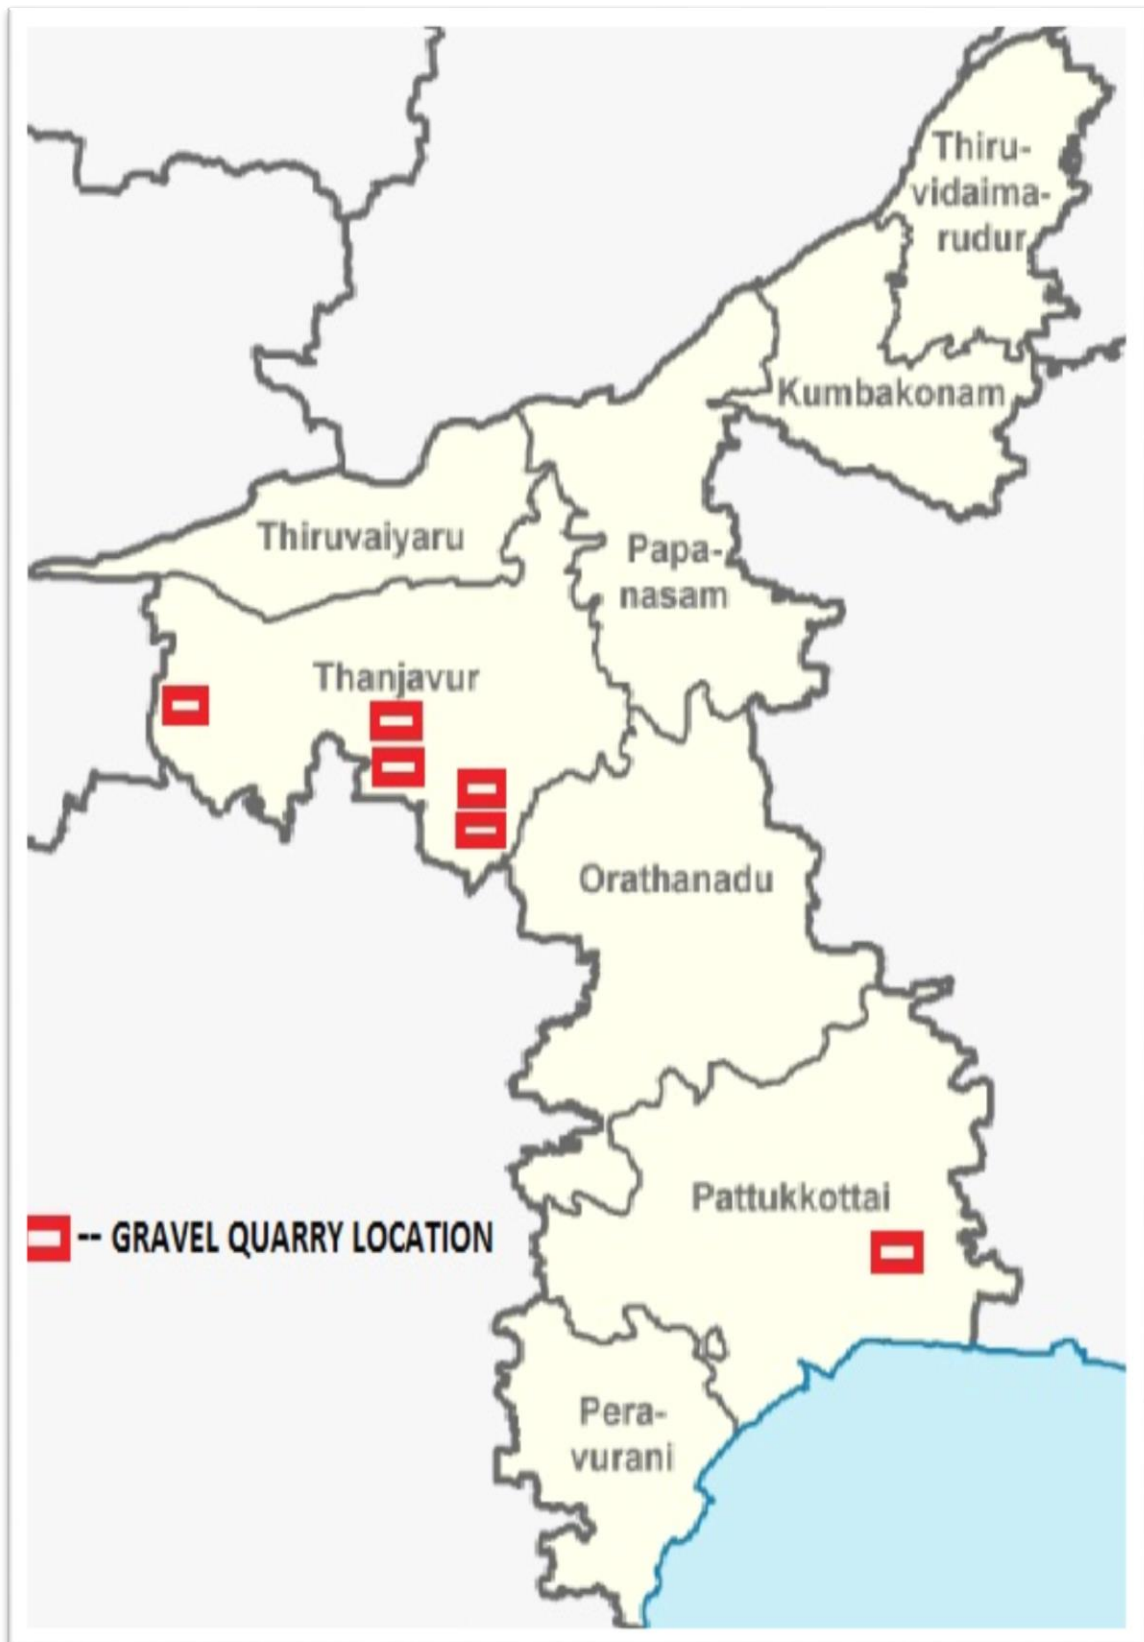 Thiru-
vidaima-
rudur
Kumbakonam
Thiruvaiyaru
Papa-
nasam
Thanjavur
Orathanadu
Pattukkottai
-- GRAVEL QUARRY LOCATION
Pera-
vurani